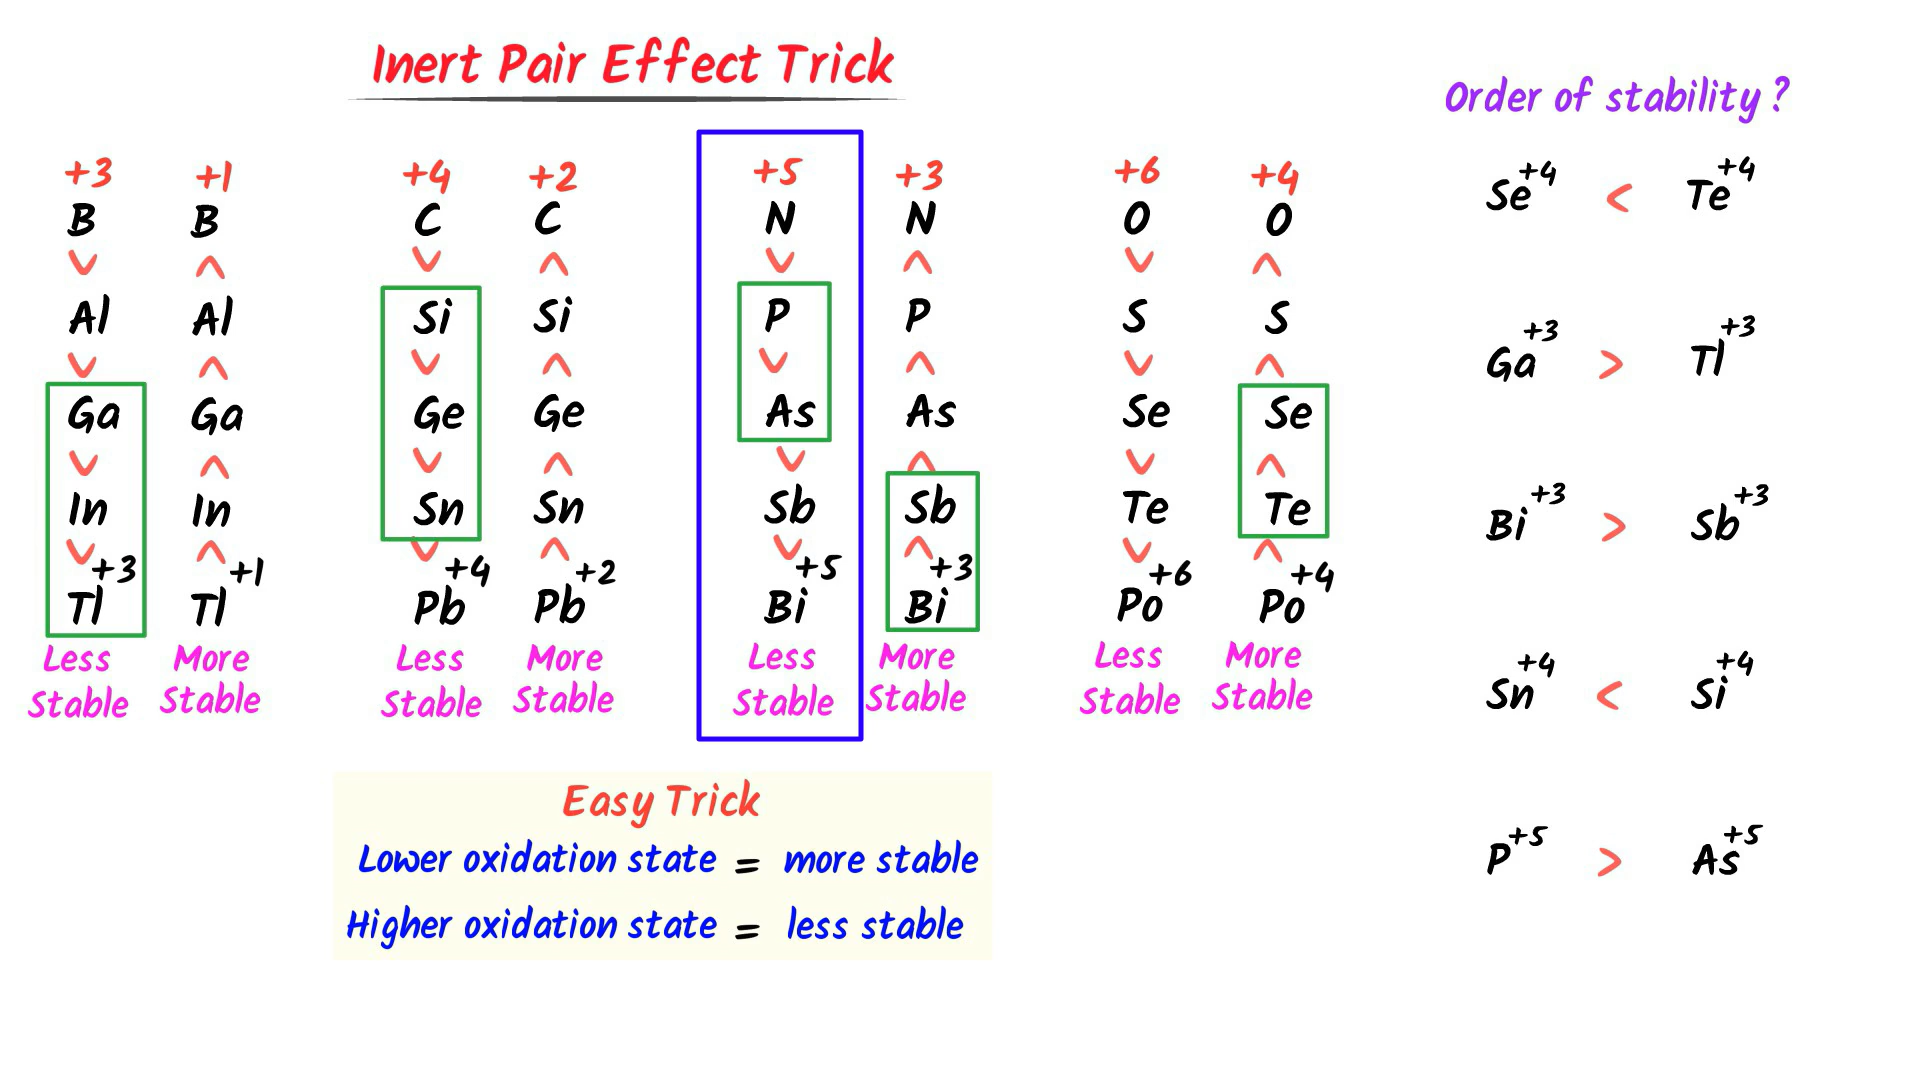 Inert Pair Effect Trick
Order of stability ?
+3 +1 +4 +2 +5 +3 +6 +4
B B C C N N O O
∨ ∧ ∨ ∧ ∨ ∧ ∨ ∧
Al Al Si Si P P S S
∨ ∧ ∨ ∧ ∨ ∧ ∨ ∧
Ga Ga Ge Ge As As Se Se
∨ ∧ ∨ ∧ ∨ ∧ ∨ ∧
In In Sn Sn Sb Sb Te Te
∨ ∧ ∨ ∧ ∨ ∧ ∨ ∧
Tl+3 Tl+1 Pb+4 Pb+2 Bi+5 Bi+3 Po+6 Po+4
Less More Less More Less More Less More
Stable Stable Stable Stable Stable Stable Stable Stable
Se+4 < Te+4
Ga+3 > Tl+3
Bi+3 > Sb+3
Sn+4 < Si+4
P+5 > As+5
Easy Trick
Lower oxidation state = more stable
Higher oxidation state = less stable